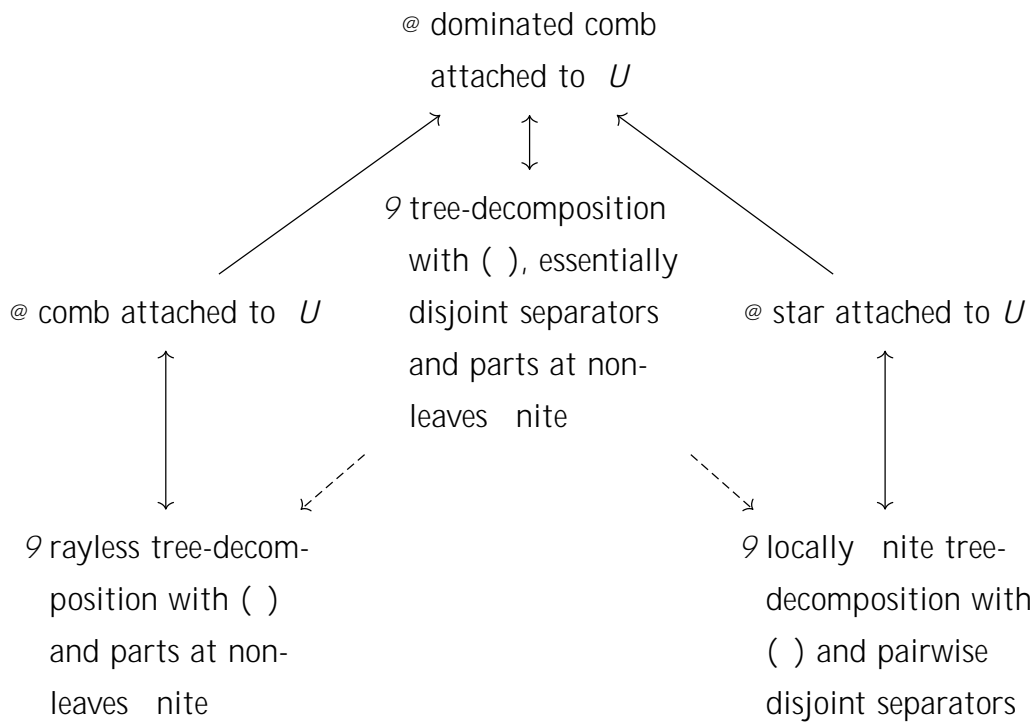 @ dominated comb
attached to U
9 tree-decomposition
with ( ), essentially
disjoint separators
and parts at non-
leaves nite
@ comb attached to U
@ star attached to U
9 rayless tree-decom-
position with ( )
and parts at non-
leaves nite
9 locally nite tree-
decomposition with
( ) and pairwise
disjoint separators